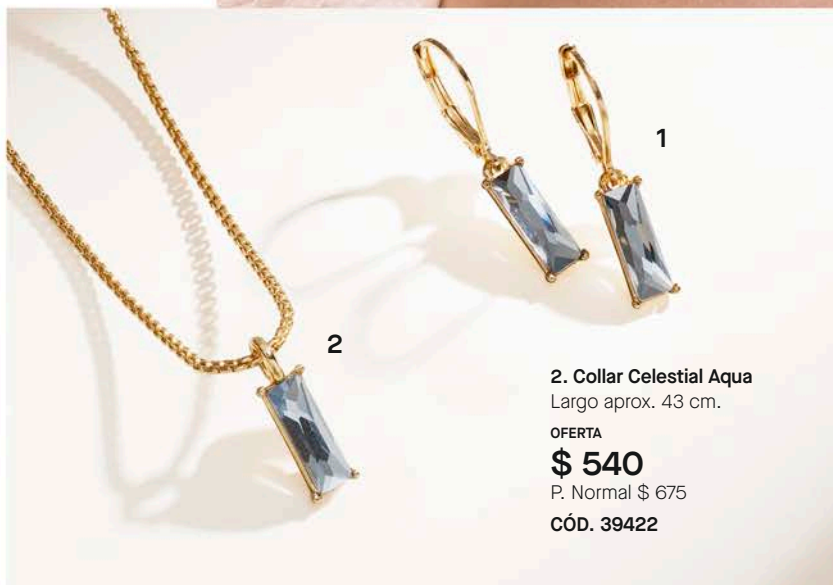 1
2
2. Collar Celestial Aqua
Largo aprox. 43 cm.
OFERTA
$ 540
P. Normal $ 675
CÓD. 39422